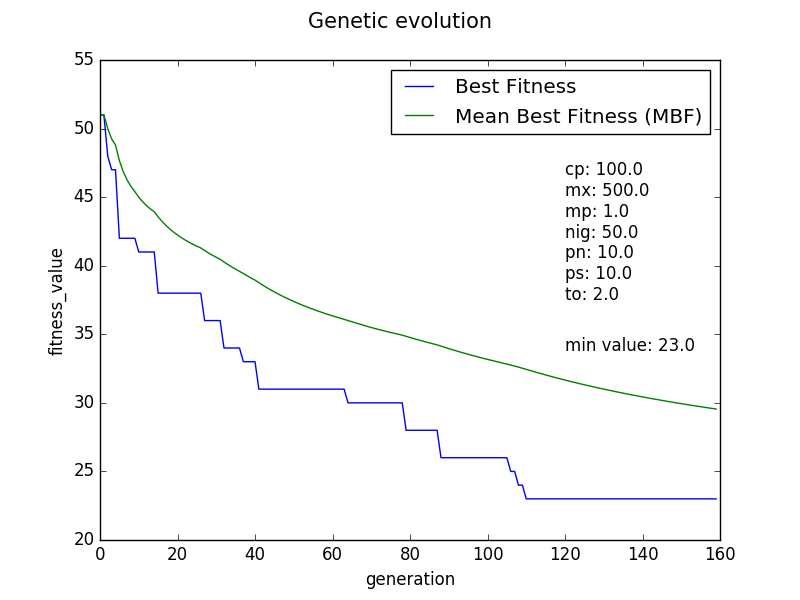 Genetic evolution
55
50
45
40
35
30
25
20
fitness_value
Best Fitness
Mean Best Fitness (MBF)
cp: 100.0
mx: 500.0
mp: 1.0
nig: 50.0
pn: 10.0
ps: 10.0
to: 2.0
min value: 23.0
0 20 40 60 80 100 120 140 160
generation